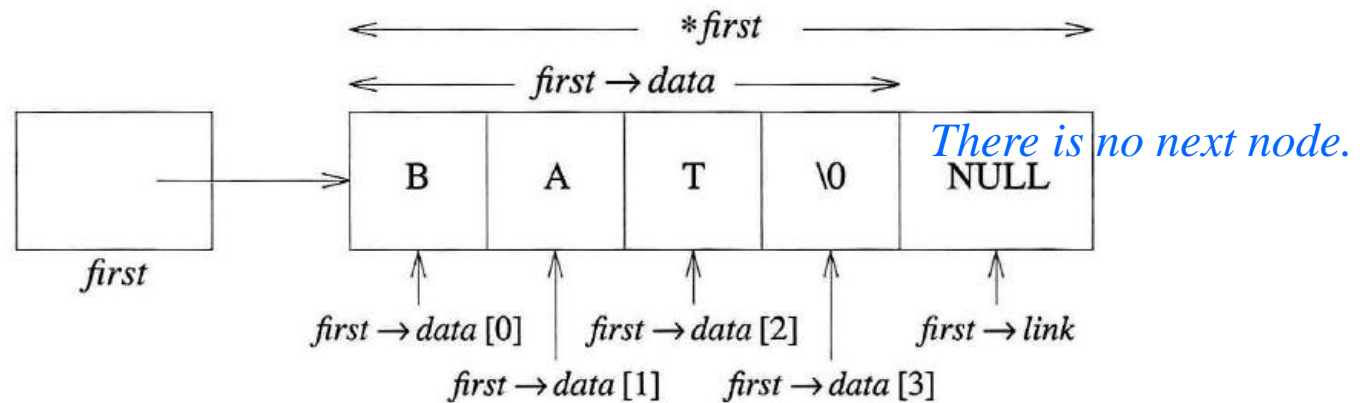 *first
first → data
There is no next node.
B A T \0 NULL
first
first → data [0] first → data [2] first → link
first → data [1] first → data [3]